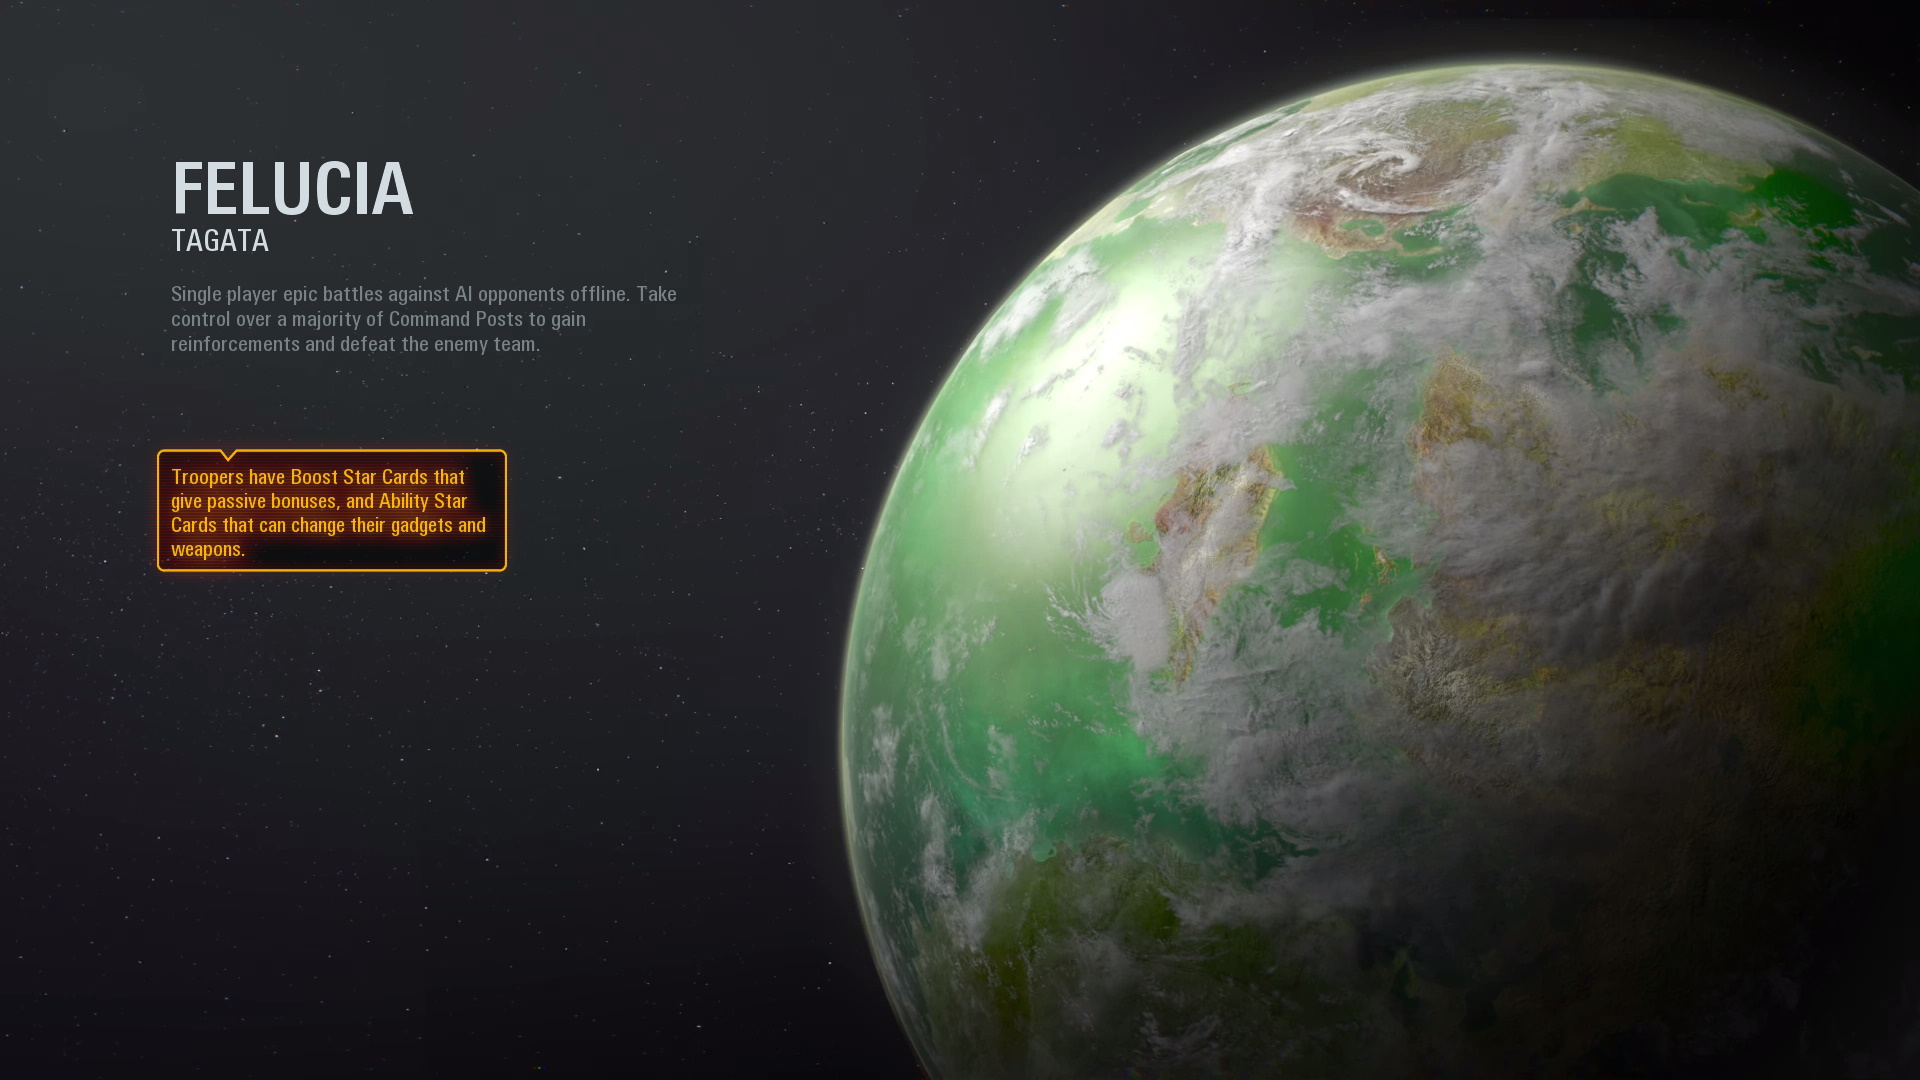 FELUCIA
TAGATA
Single player epic battles against AI opponents offline. Take
control over a majority of Command Posts to gain
reinforcements and defeat the enemy team.
Troopers have Boost Star Cards that
give passive bonuses, and Ability Star
Cards that can change their gadgets and
weapons.